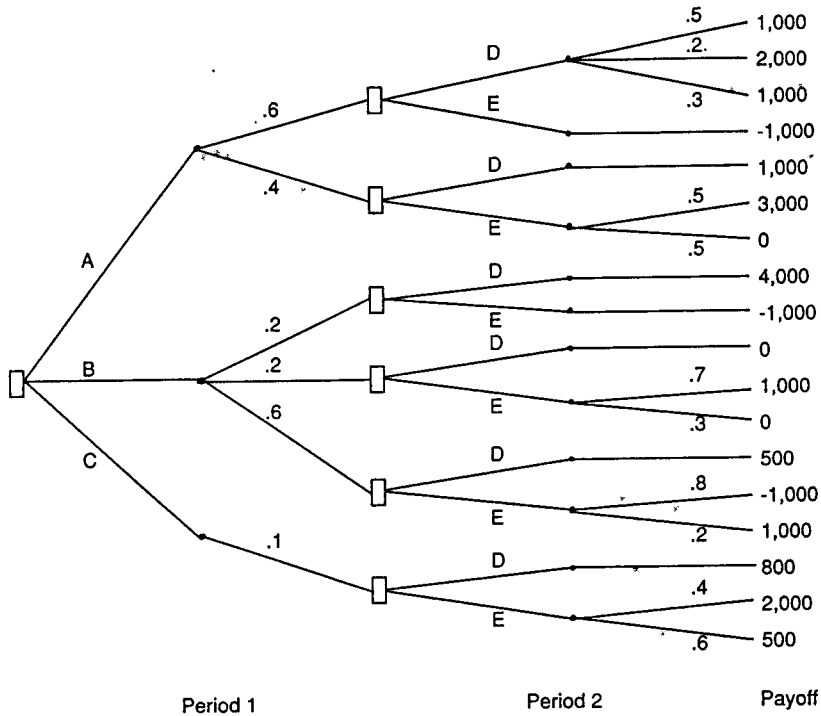 .5 1,000
D .2. 2,000
.3 1,000
.6
E -1,000
D 1,000
.4
.5 3,000
E .5 0
A
D 4,000
.2 E -1,000
D 0
B .2
.7 1,000
E .3 0
.6
C
D 500
.8 -1,000
E .2 1,000
.1
D 800
.4 2,000
E .6 500
Period 1 Period 2 Payoff